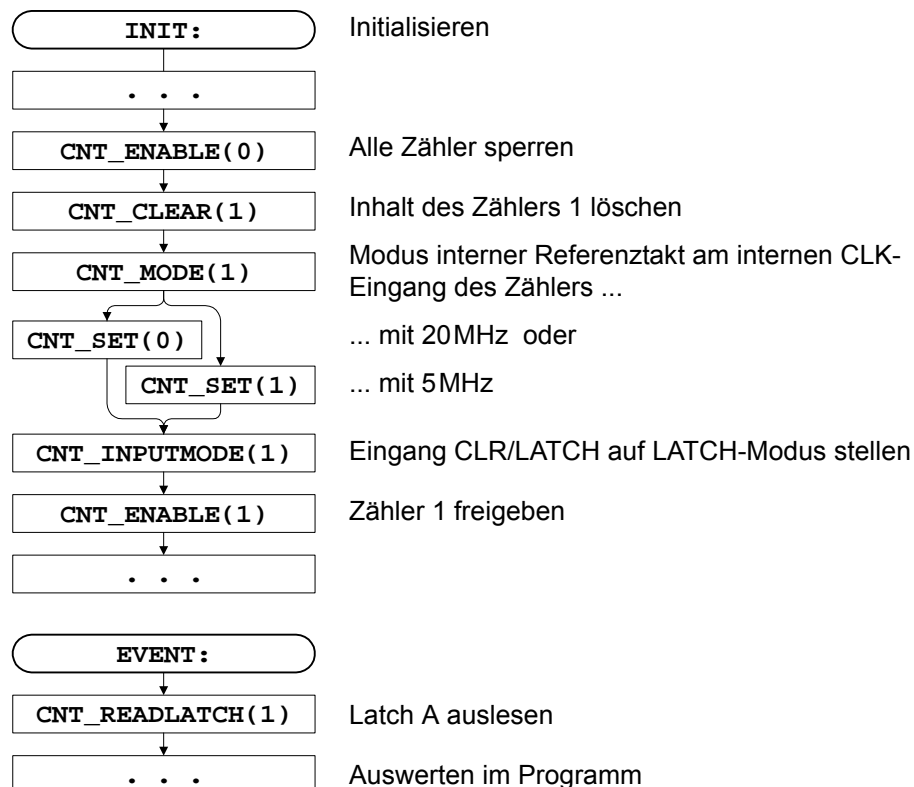 INIT: Initialisieren
. . .
CNT_ENABLE(0) Alle Zähler sperren
CNT_CLEAR(1) Inhalt des Zählers 1 löschen
CNT_MODE(1) Modus interner Referenztakt am internen CLK-
Eingang des Zählers ...
CNT_SET(0) ... mit 20MHz oder
CNT_SET(1) ... mit 5MHz
CNT_INPUTMODE(1) Eingang CLR/LATCH auf LATCH-Modus stellen
CNT_ENABLE(1) Zähler 1 freigeben
. . .
EVENT:
CNT_READLATCH(1) Latch A auslesen
. . . Auswerten im Programm